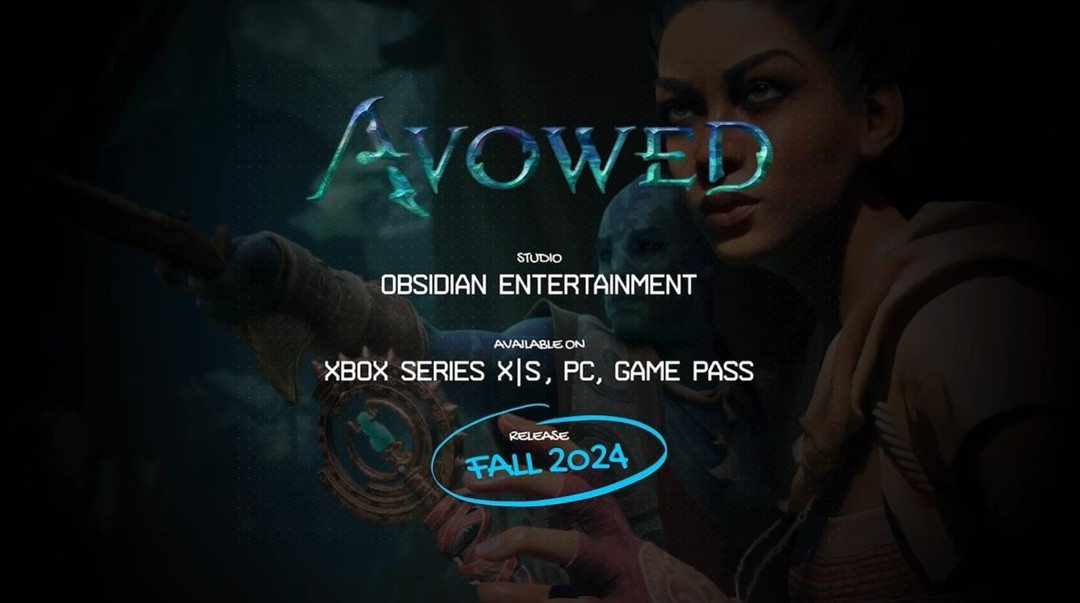 AVOWED
STUDIO
OBSIDIAN ENTERTAINMENT
AVAILABLE ON
XBOX SERIES X|S, PC, GAME PASS
RELEASE
FALL 2024